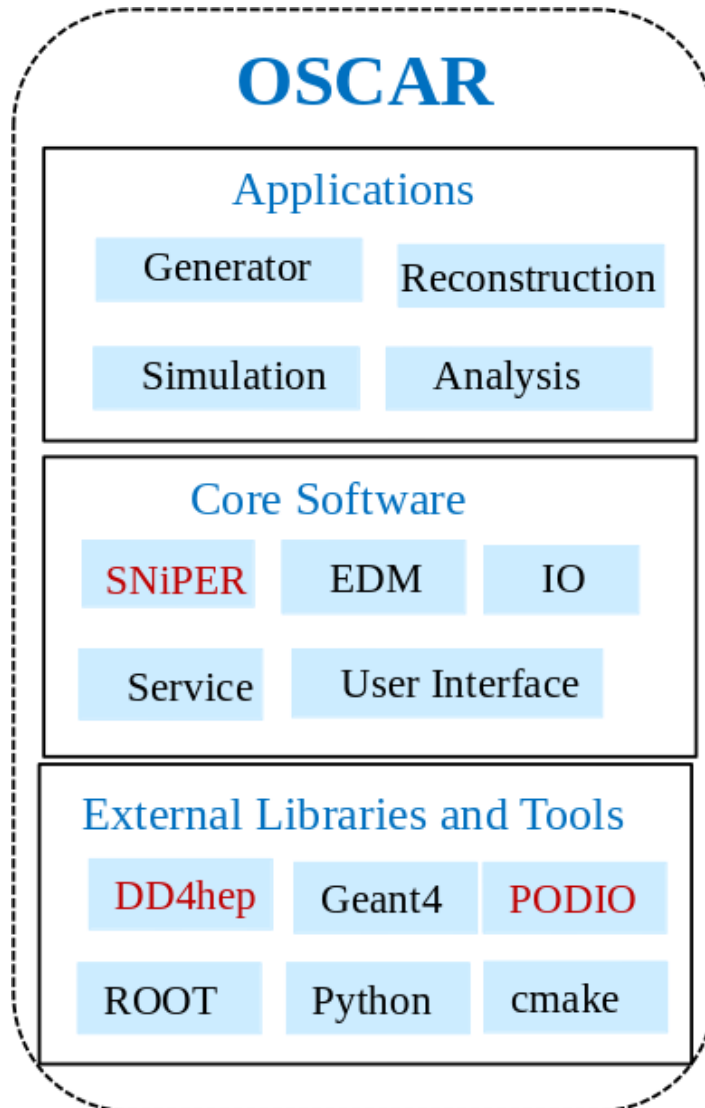 OSCAR
Applications
Generator
Reconstruction
Simulation
Analysis
Core Software
SNiPER
EDM
IO
Service
User Interface
External Libraries and Tools
DD4hep
Geant4
PODIO
ROOT
Python
cmake